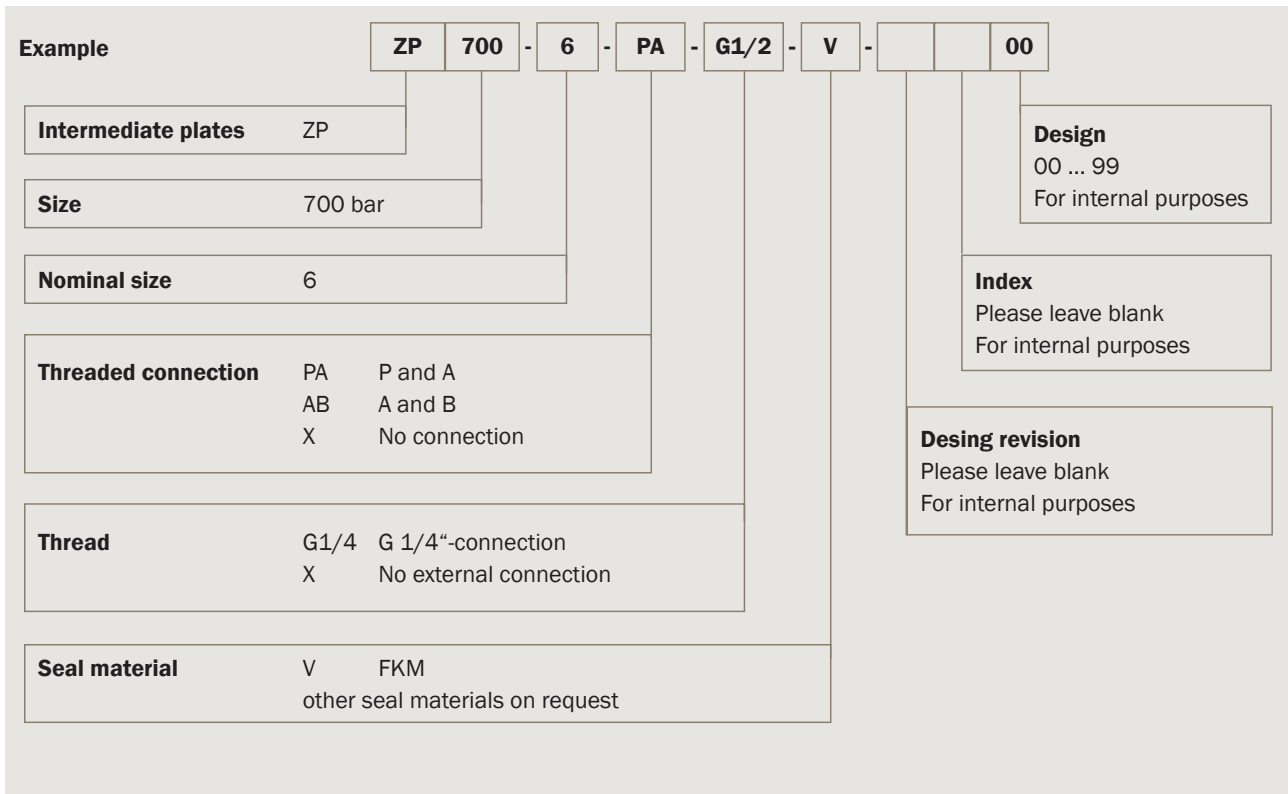 Example ZP 700 - 6 - PA - G1/2 - V - 00
Intermediate plates ZP
Size 700 bar
Nominal size 6
Threaded connection PA P and A
AB A and B
X No connection
Thread G1/4 G 1/4“-connection
X No external connection
Seal material V FKM
other seal materials on request
Design
00 ... 99
For internal purposes
Index
Please leave blank
For internal purposes
Desing revision
Please leave blank
For internal purposes